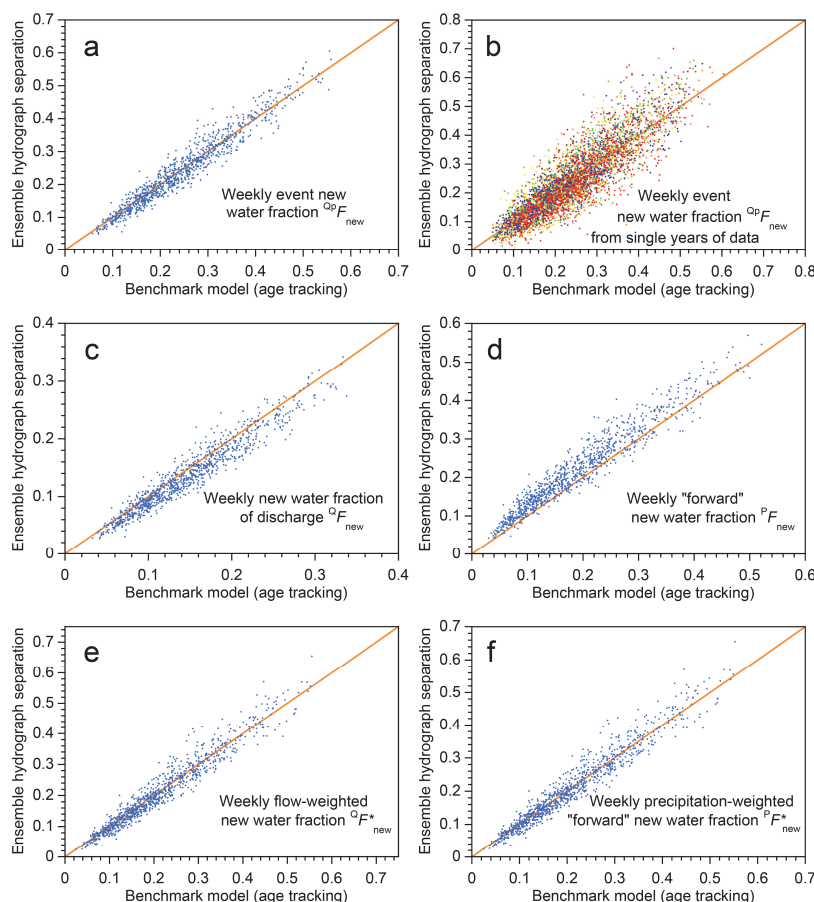 a
Ensemble hydrograph separation
0.7
0.6
0.5
0.4
0.3
0.2
0.1
0
Weekly event new
water fraction QpFnew
0 0.1 0.2 0.3 0.4 0.5 0.6 0.7
Benchmark model (age tracking)
b
Ensemble hydrograph separation
0.8
0.7
0.6
0.5
0.4
0.3
0.2
0.1
0
Weekly event
new water fraction QpFnew
from single years of data
0 0.1 0.2 0.3 0.4 0.5 0.6 0.7 0.8
Benchmark model (age tracking)
c
Ensemble hydrograph separation
0.4
0.3
0.2
0.1
0
Weekly new water fraction
of discharge QFnew
0 0.1 0.2 0.3 0.4
Benchmark model (age tracking)
d
Ensemble hydrograph separation
0.6
0.5
0.4
0.3
0.2
0.1
0
Weekly "forward"
new water fraction PFnew
0 0.1 0.2 0.3 0.4 0.5 0.6
Benchmark model (age tracking)
e
Ensemble hydrograph separation
0.7
0.6
0.5
0.4
0.3
0.2
0.1
0
Weekly flow-weighted
new water fraction QF*new
0 0.1 0.2 0.3 0.4 0.5 0.6 0.7
Benchmark model (age tracking)
f
Ensemble hydrograph separation
0.7
0.6
0.5
0.4
0.3
0.2
0.1
0
Weekly precipitation-weighted
"forward" new water fraction PF*new
0 0.1 0.2 0.3 0.4 0.5 0.6 0.7
Benchmark model (age tracking)